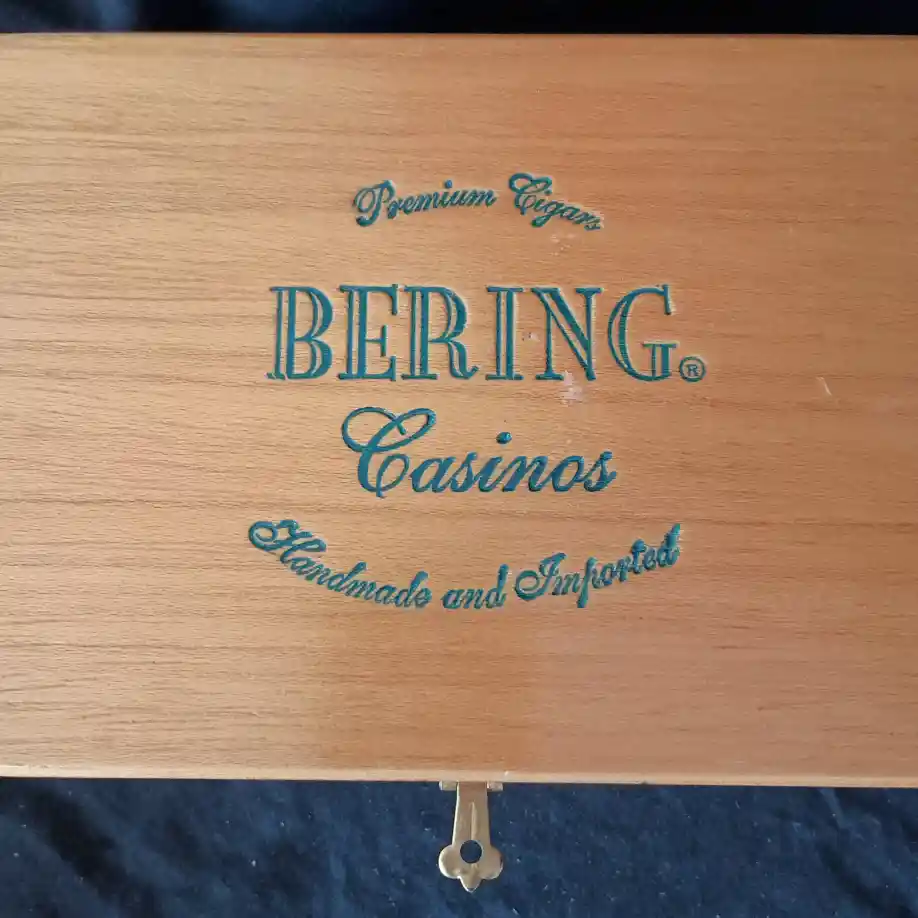 Premium Cigars
BERING®
Casinos
Handmade and Imported